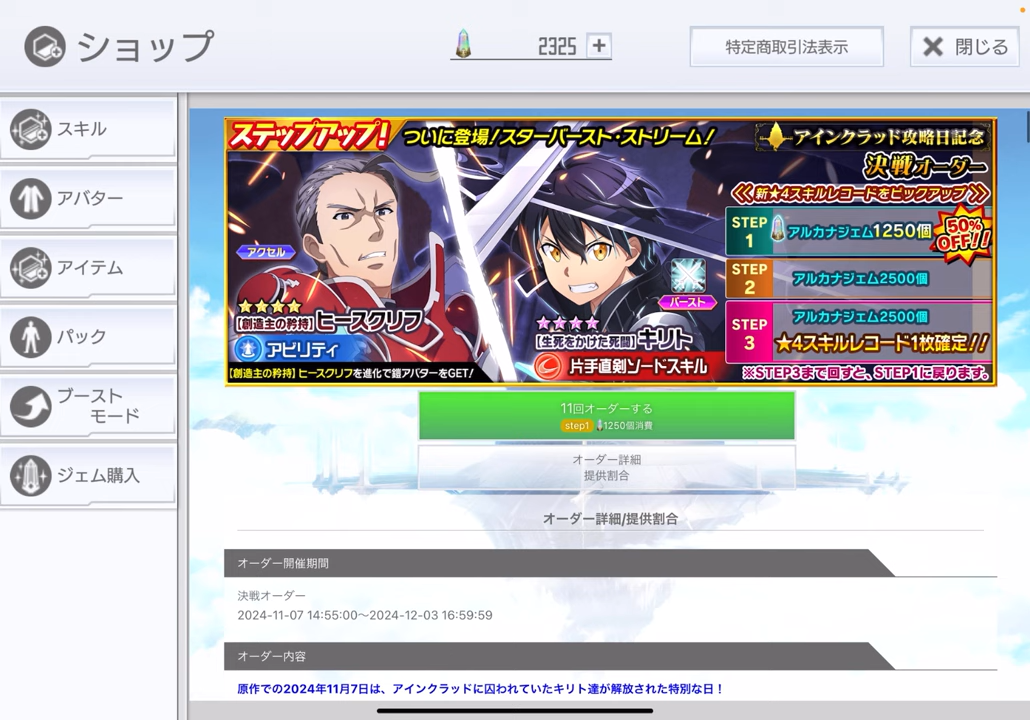 ショップ
2325
特定商取引法表示
閉じる
スキル
アバター
アイテム
パック
ブースト
モード
ジェム購入
ステップアップ!
ついに登場!スターバースト・ストリーム!
アインクラッド攻略日記念
決戦オーダー
新★4スキルレコードをピックアップ
STEP
1
アルカナジェム1250個
50%
OFF!!
STEP
2
アルカナジェム2500個
STEP
3
アルカナジェム2500個
★4スキルレコード1枚確定!!
※STEP3まで回すと、STEP1に戻ります。
アクセル
★★★★
【創造主の矜持】ヒースクリフ
アビリティ
【創造主の矜持】ヒースクリフを進化で鎧アバターをGET!
バースト
★★★★
【生死をかけた死闘】キリト
片手直剣ソードスキル
11回オーダーする
step1 1250個消費
オーダー詳細
提供割合
オーダー詳細/提供割合
オーダー開催期間
決戦オーダー
2024-11-07 14:55:00〜2024-12-03 16:59:59
オーダー内容
原作での2024年11月7日は、アインクラッドに囚われていたキリト達が解放された特別な日！